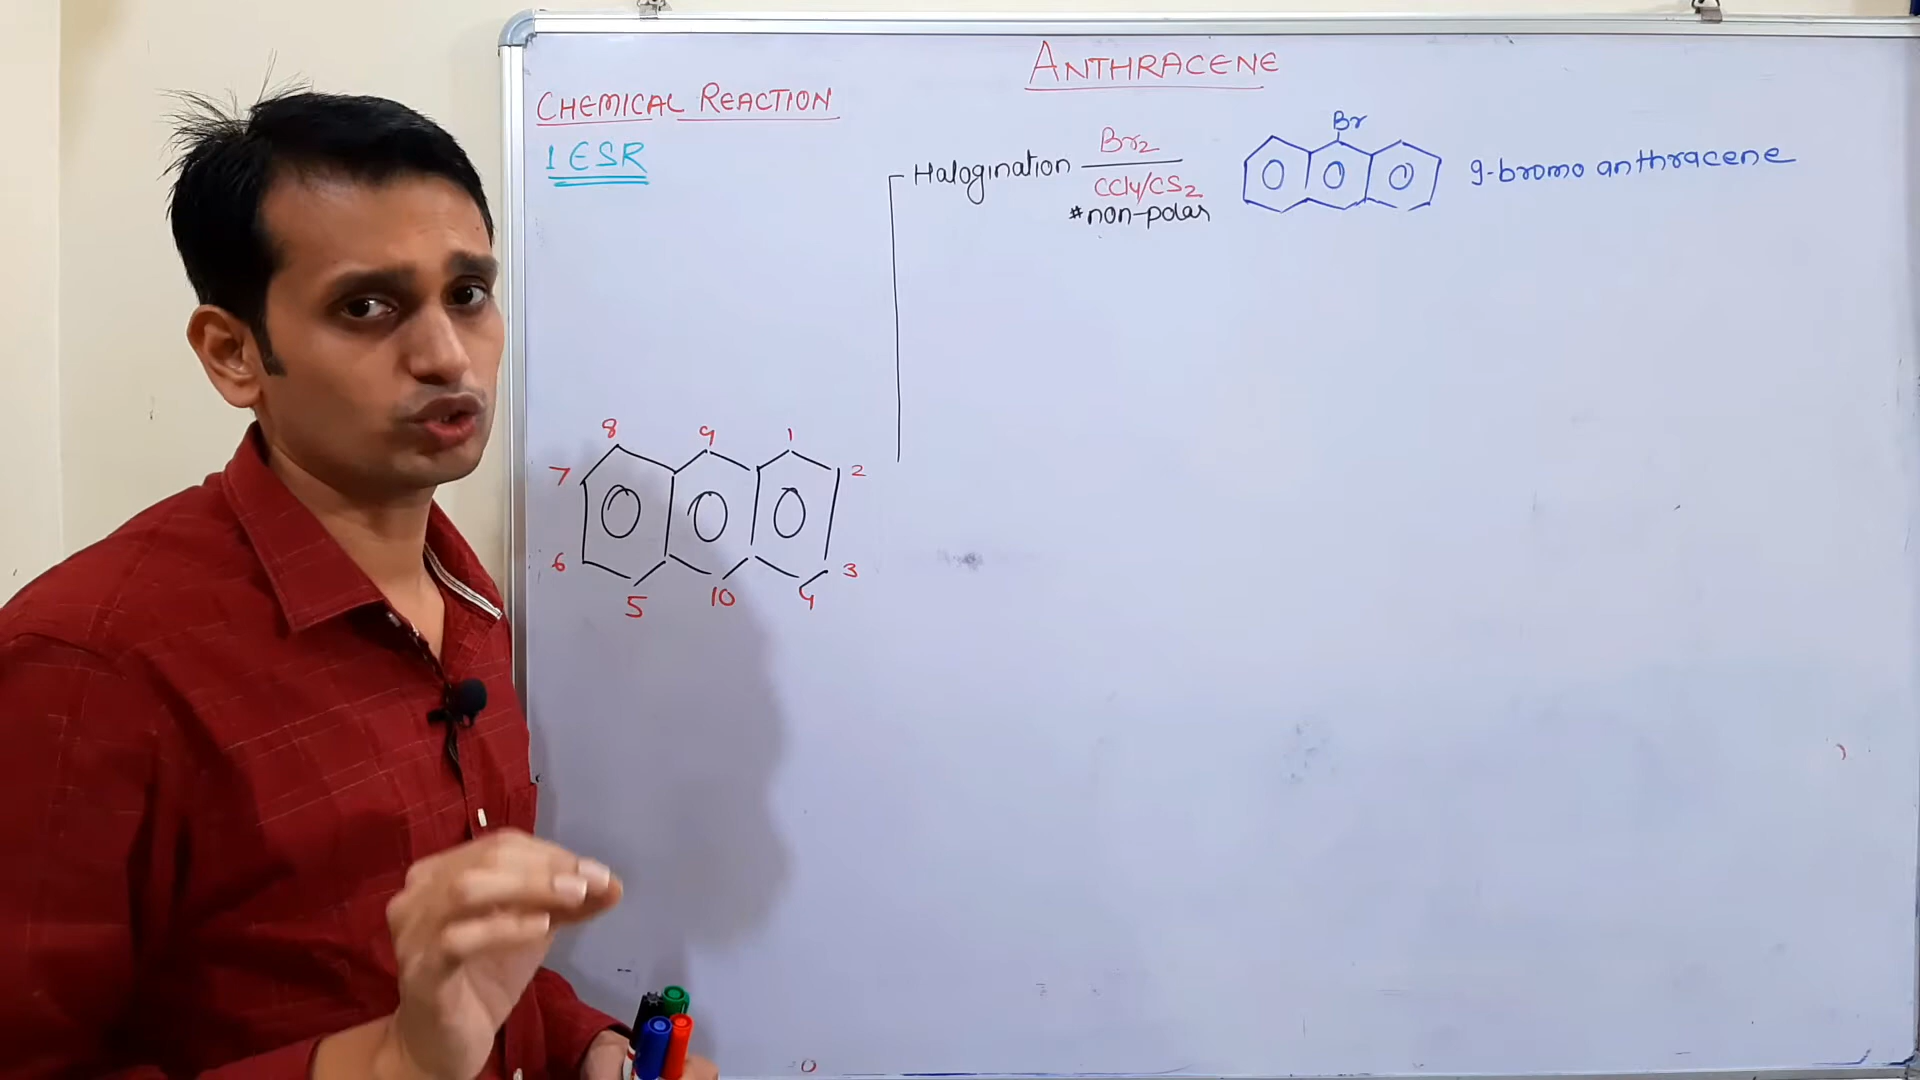 ANTHRACENE
CHEMICAL REACTION
1 ESR
Halogination
Br2
CCl4/CS2
#non-polar
Br
9-bromo anthracene
8 9 1
7 2
6 3
5 10 4